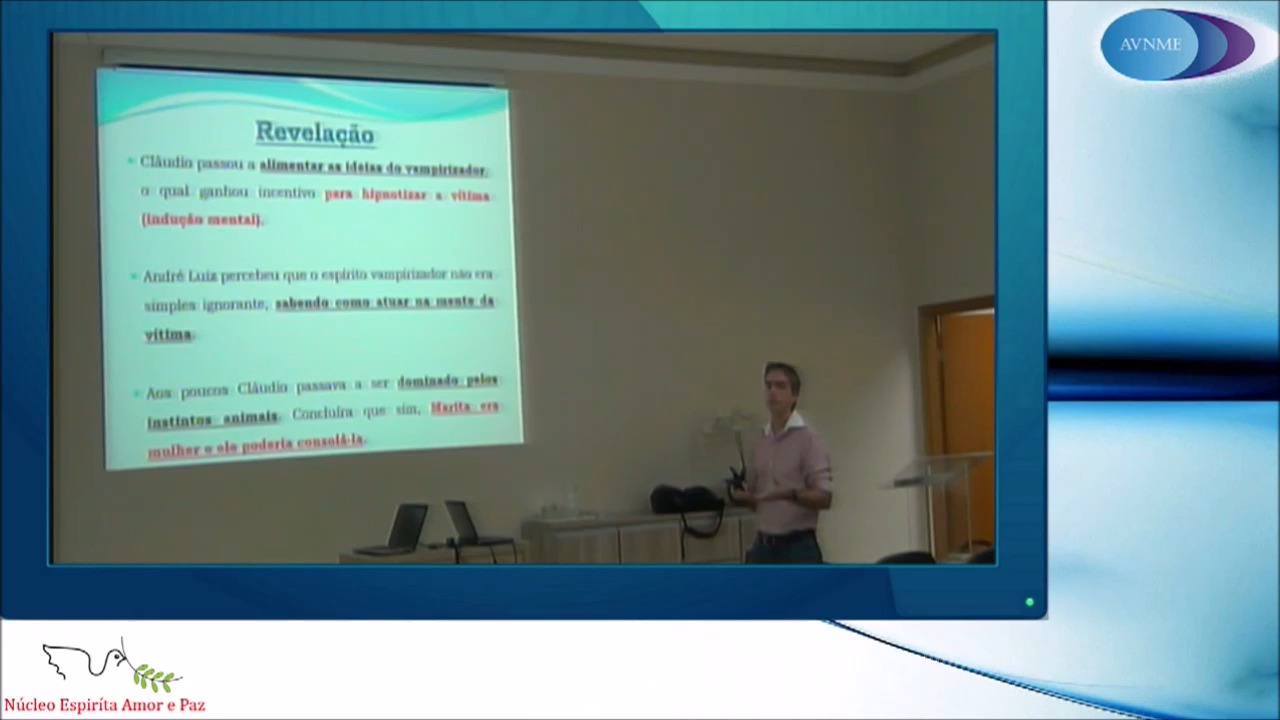 AVNME
Revelação
Cláudio passou a alimentar as ideias do vampirizador,
o qual ganhou incentivo para hipnotizar a vítima
(indução mental).
André Luiz percebeu que o espírito vampirizador não era
simples ignorante, sabendo como atuar na mente da
vítima.
Aos poucos Cláudio passava a ser dominado pelos
instintos animais. Concluíra que sim, Marita era
mulher e ele poderia consolá-la.
Núcleo Espiríta Amor e Paz